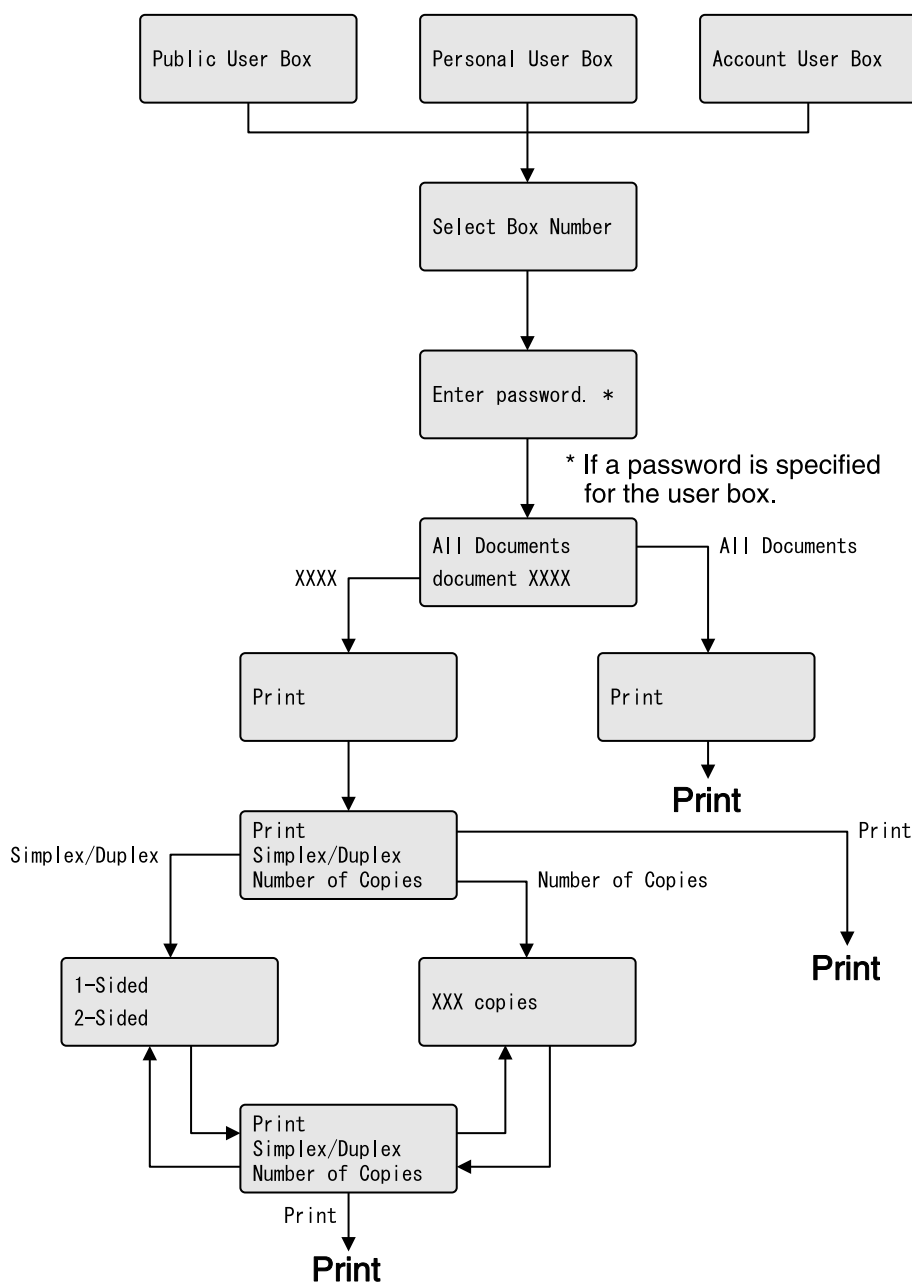 Public User Box
Personal User Box
Account User Box
Select Box Number
Enter password. *
* If a password is specified
for the user box.
All Documents
document XXXX
All Documents
XXXX
Print
Print
Print
Print
Simplex/Duplex
Number of Copies
Print
Simplex/Duplex
Number of Copies
Print
1-Sided
2-Sided
XXX copies
Print
Simplex/Duplex
Number of Copies
Print
Print